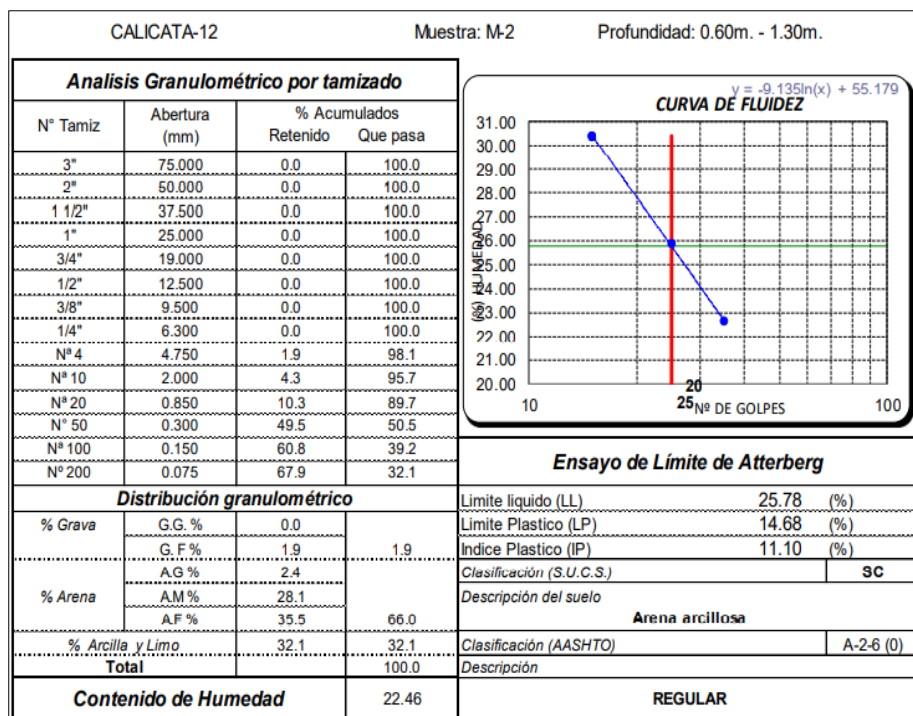 CALICATA-12 Muestra: M-2 Profundidad: 0.60m. - 1.30m.
Analisis Granulométrico por tamizado
N° Tamiz Abertura (mm) % Acumulados
Retenido Que pasa
3" 75.000 0.0 100.0
2" 50.000 0.0 100.0
1 1/2" 37.500 0.0 100.0
1" 25.000 0.0 100.0
3/4" 19.000 0.0 100.0
1/2" 12.500 0.0 100.0
3/8" 9.500 0.0 100.0
1/4" 6.300 0.0 100.0
Nª 4 4.750 1.9 98.1
Nª 10 2.000 4.3 95.7
Nª 20 0.850 10.3 89.7
N° 50 0.300 49.5 50.5
Nª 100 0.150 60.8 39.2
Nº 200 0.075 67.9 32.1
Distribución granulométrico
% Grava G.G. % 0.0
G. F % 1.9 1.9
A.G % 2.4
% Arena A.M % 28.1
A.F % 35.5 66.0
% Arcilla y Limo 32.1 32.1
Total 100.0
Contenido de Humedad 22.46
y = -9.135ln(x) + 55.179
CURVA DE FLUIDEZ
(%) HUMEDAD
31.00
30.00
29.00
28.00
27.00
26.00
25.00
24.00
23.00
22.00
21.00
20.00
20
25
10 Nº DE GOLPES 100
Ensayo de Límite de Atterberg
Limite liquido (LL) 25.78 (%)
Limite Plastico (LP) 14.68 (%)
Indice Plastico (IP) 11.10 (%)
Clasificación (S.U.C.S.) SC
Descripción del suelo
Arena arcillosa
Clasificación (AASHTO) A-2-6 (0)
Descripción
REGULAR